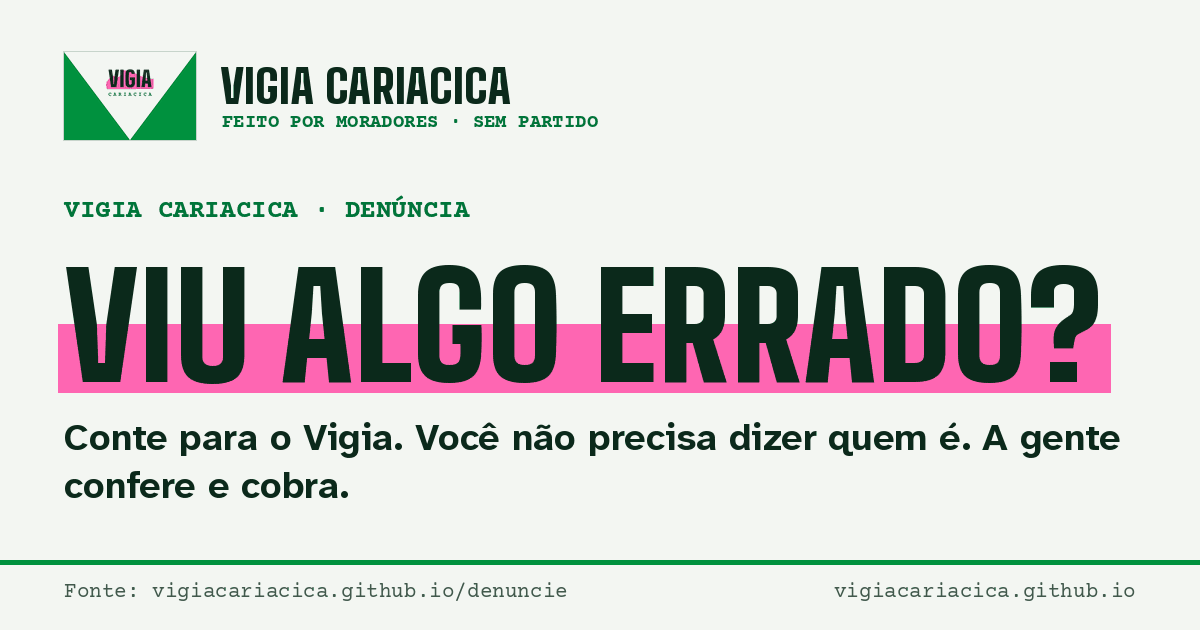 VIGIA
CARIACICA
VIGIA CARIACICA
FEITO POR MORADORES · SEM PARTIDO
VIGIA CARIACICA · DENÚNCIA
VIU ALGO ERRADO?
Conte para o Vigia. Você não precisa dizer quem é. A gente
confere e cobra.
Fonte: vigiacariacica.github.io/denuncie
vigiacariacica.github.io